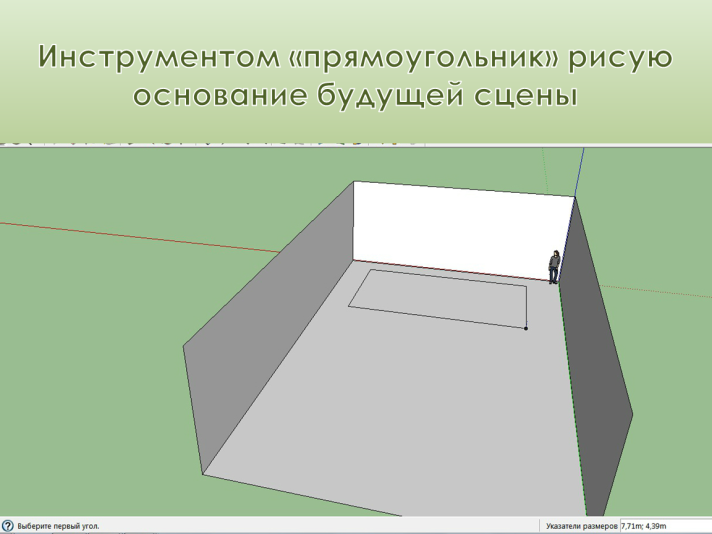 Инструментом «прямоугольник» рисую
основание будущей сцены
Выберите первый угол.
Указатели размеров 7,71m; 4,39m